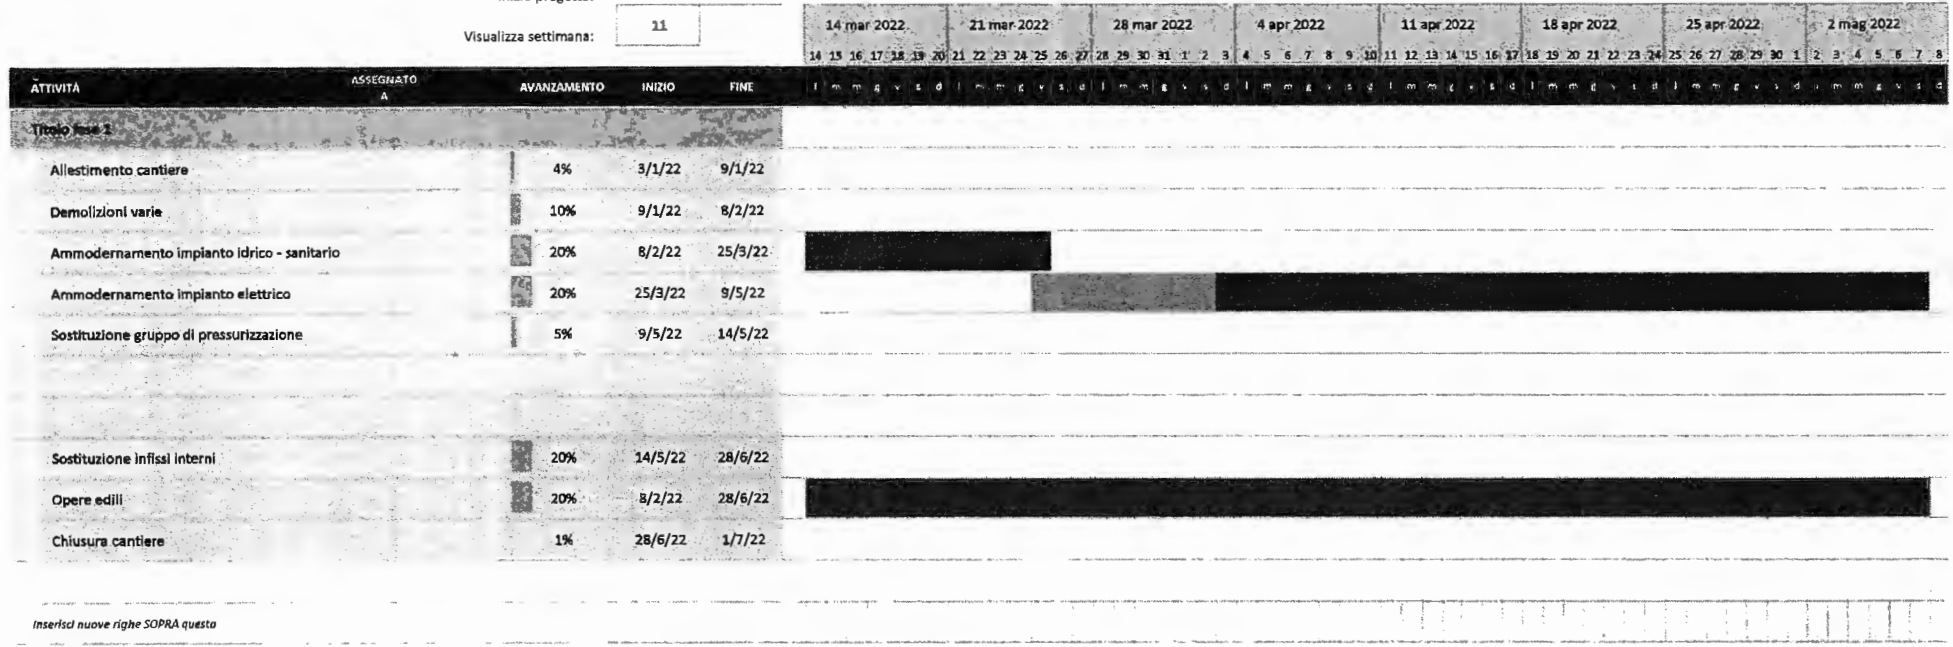 Visualizza settimana: 11
14 mar 2022 21 mar 2022 28 mar 2022 4 apr 2022 11 apr 2022 18 apr 2022 25 apr 2022 2 mag 2022
14 15 16 17 18 19 20 21 22 23 24 25 26 27 28 29 30 31 1 2 3 4 5 6 7 8 9 10 11 12 13 14 15 16 17 18 19 20 21 22 23 24 25 26 27 28 29 30 1 2 3 4 5 6 7 8
ATTIVITÀ ASSEGNATO A AVANZAMENTO INIZIO FINE l m m g v s d l m m g v s d l m m g v s d l m m g v s d l m m g v s d l m m g v s d l m m g v s d l m m g v s d
Titolo fase 1
Allestimento cantiere 4% 3/1/22 9/1/22
Demolizioni varie 10% 9/1/22 8/2/22
Ammodernamento impianto idrico - sanitario 20% 8/2/22 25/3/22
Ammodernamento impianto elettrico 20% 25/3/22 9/5/22
Sostituzione gruppo di pressurizzazione 5% 9/5/22 14/5/22
Sostituzione infissi interni 20% 14/5/22 28/6/22
Opere edili 20% 8/2/22 28/6/22
Chiusura cantiere 1% 28/6/22 1/7/22
Inserisci nuove righe SOPRA questa